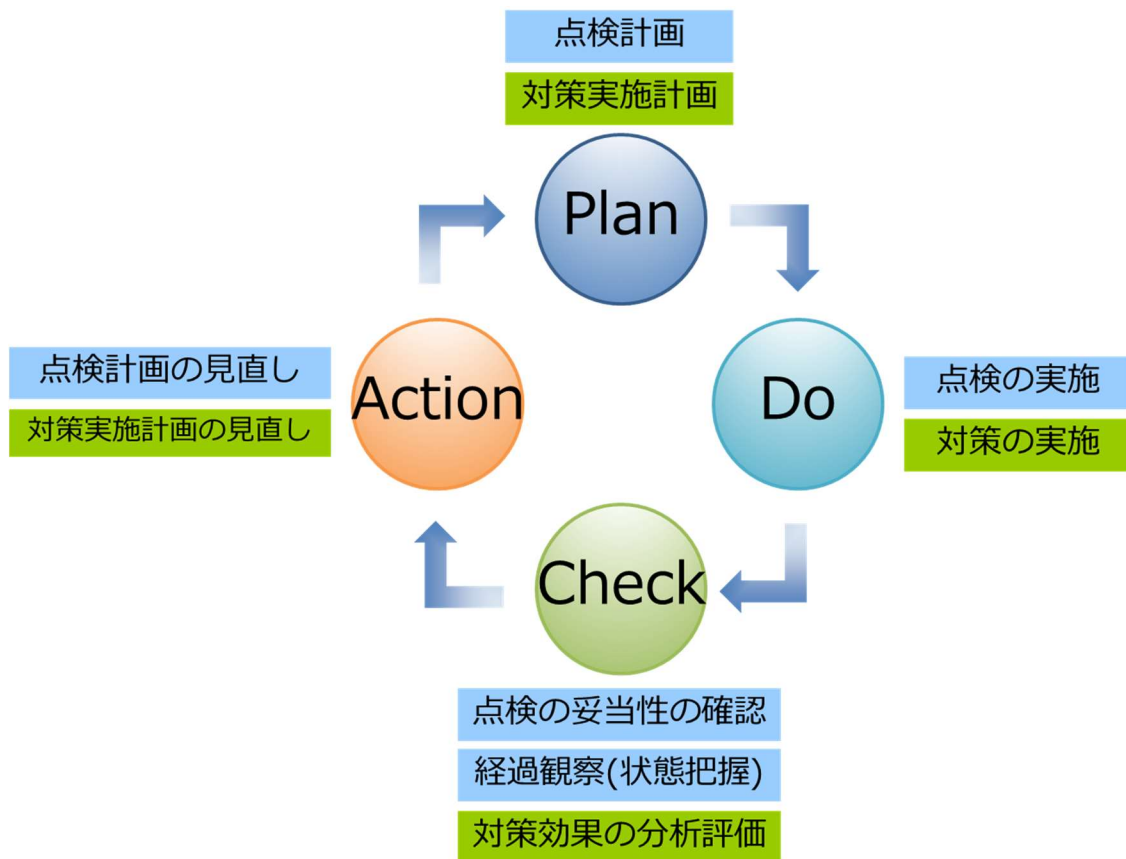 点検計画
対策実施計画
Plan
点検計画の見直し
対策実施計画の見直し
Action
Do
点検の実施
対策の実施
Check
点検の妥当性の確認
経過観察(状態把握)
対策効果の分析評価